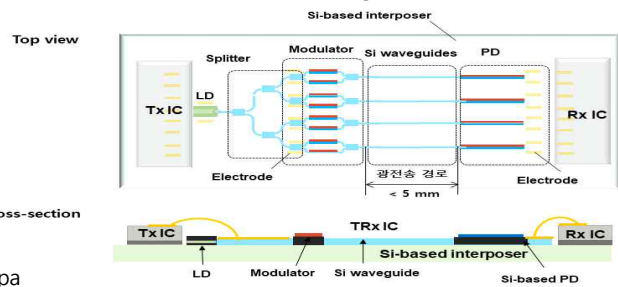 Si-based interposer
Top view
Modulator
Si waveguides
PD
Splitter
LD
Tx IC
Rx IC
Electrode
광전송 경로
Electrode
< 5 mm
oss-section
TRx IC
Tx IC
Rx IC
Si-based interposer
LD
Modulator
Si waveguide
Si-based PD
pa